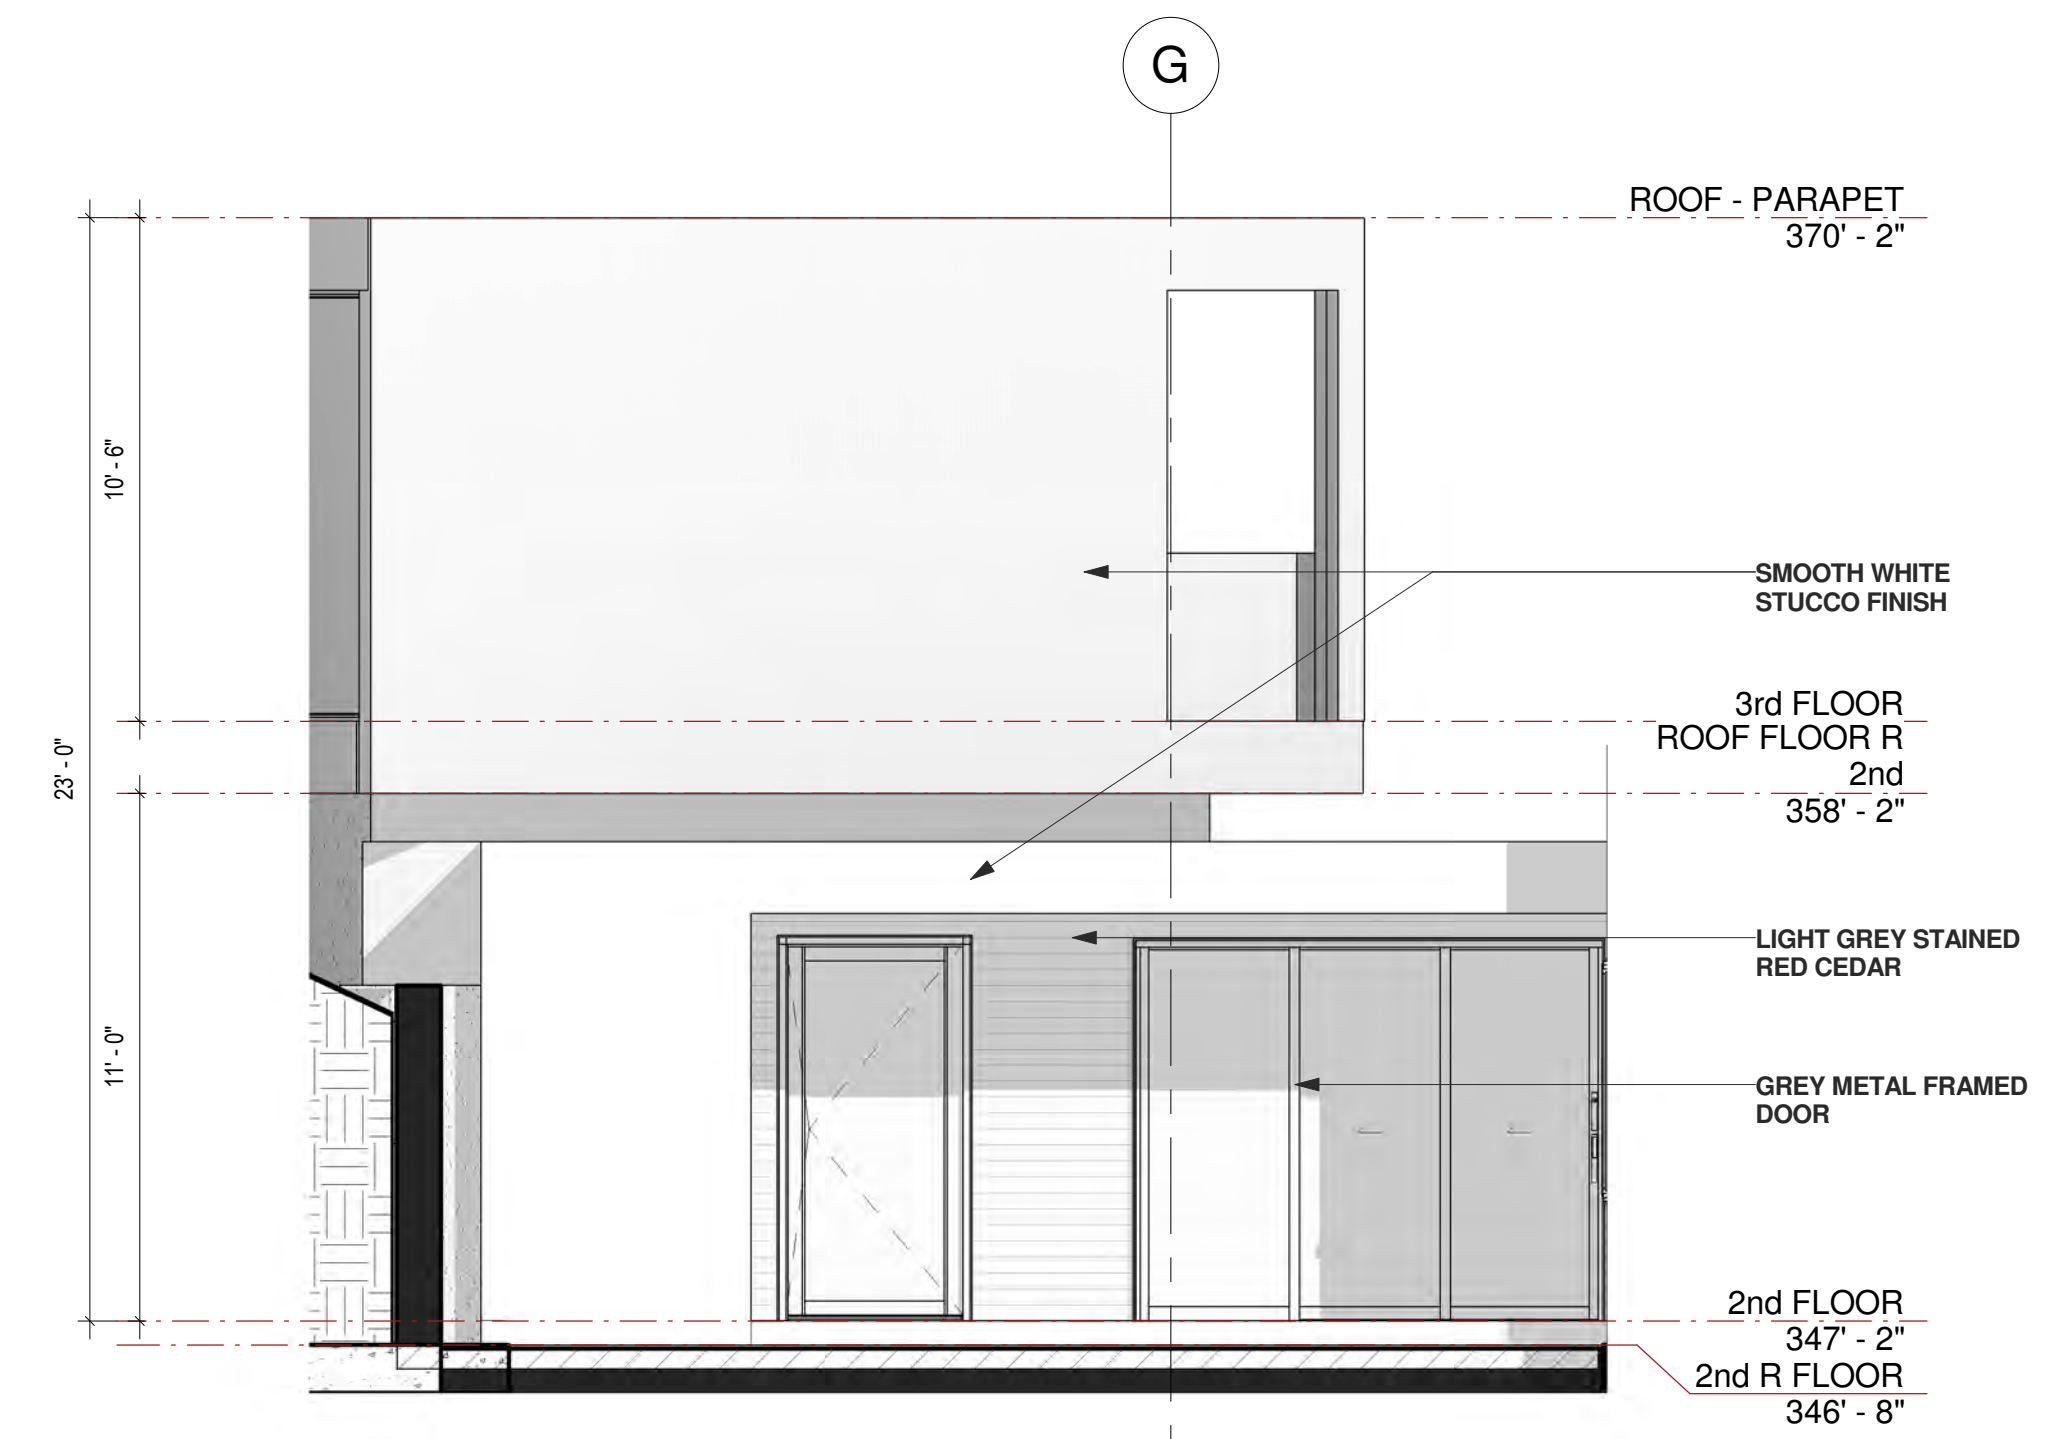 G
ROOF - PARAPET
370' - 2"
10' - 6"
SMOOTH WHITE
STUCCO FINISH
3rd FLOOR
ROOF FLOOR R
2nd
358' - 2"
23' - 0"
LIGHT GREY STAINED
RED CEDAR
11' - 0"
GREY METAL FRAMED
DOOR
2nd FLOOR
347' - 2"
2nd R FLOOR
346' - 8"